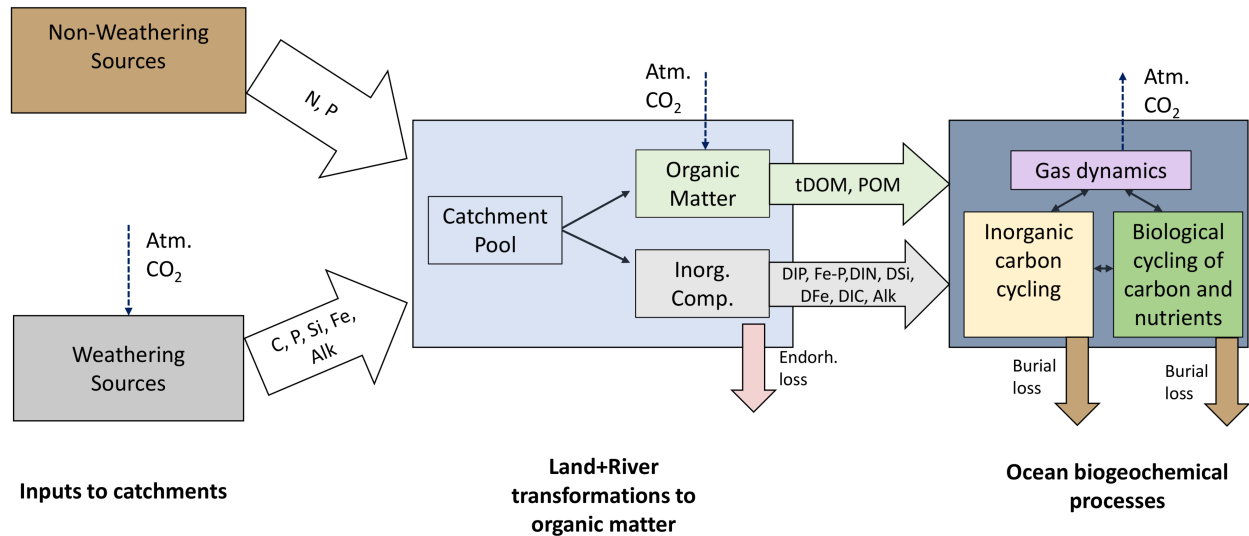 Non-Weathering
Sources
N, P
Atm.
CO₂
Weathering
Sources
C, P, Si, Fe,
Alk
Inputs to catchments
Atm.
CO₂
Catchment
Pool
Organic
Matter
Inorg.
Comp.
tDOM, POM
DIP, Fe-P,DIN, DSi,
DFe, DIC, Alk
Endorh.
loss
Land+River
transformations to
organic matter
Atm.
CO₂
Gas dynamics
Inorganic
carbon
cycling
Biological
cycling of
carbon and
nutrients
Burial
loss
Burial
loss
Ocean biogeochemical
processes